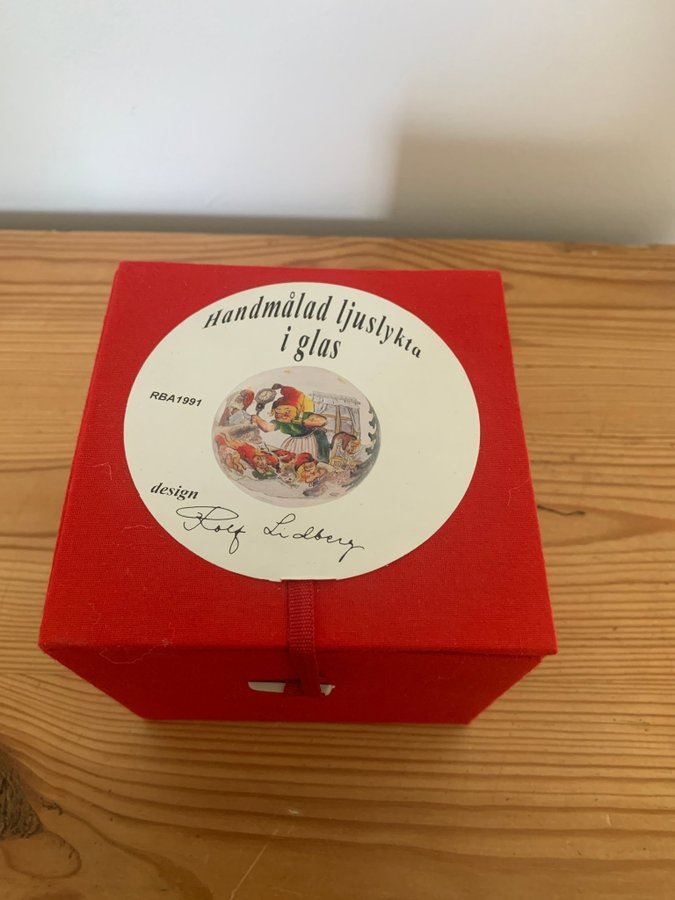 Handmålad ljuslykta
i glas
RBA1991
design
Rolf Lidberg